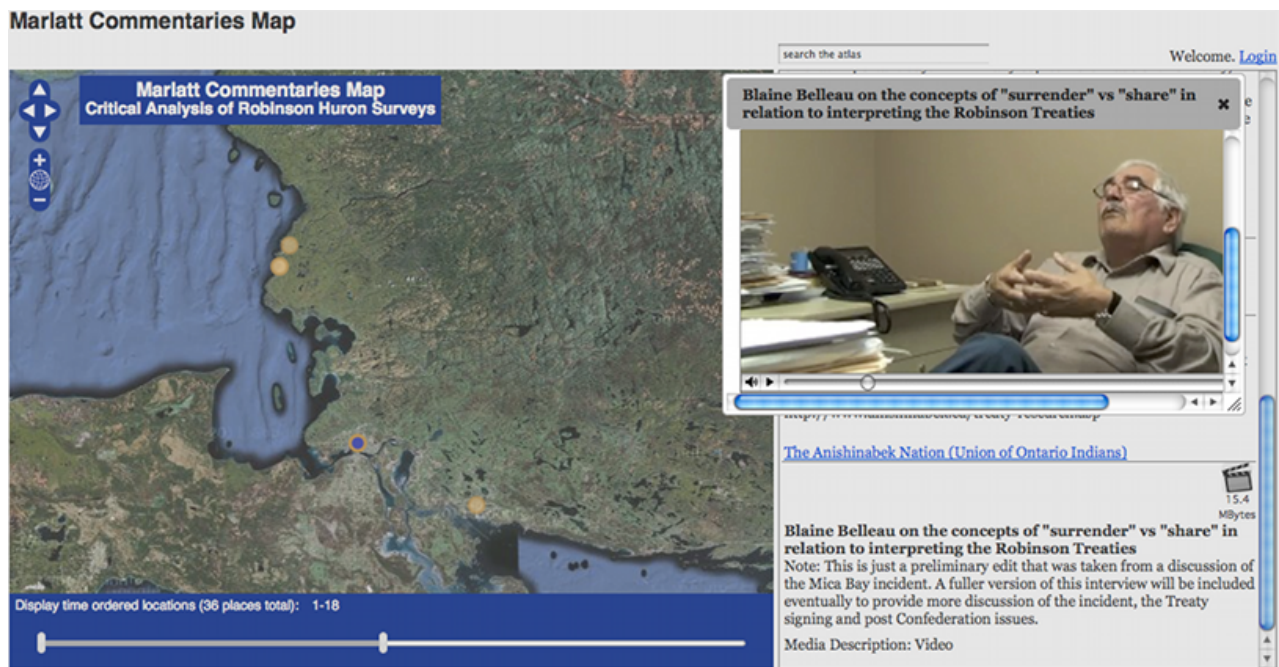 Marlatt Commentaries Map
search the atlas
Welcome. Login
Marlatt Commentaries Map
Critical Analysis of Robinson Huron Surveys
Blaine Belleau on the concepts of "surrender" vs "share" in
relation to interpreting the Robinson Treaties
The Anishinabek Nation (Union of Ontario Indians)
15.4
MBytes
Blaine Belleau on the concepts of "surrender" vs "share" in
relation to interpreting the Robinson Treaties
Note: This is just a preliminary edit that was taken from a discussion of
the Mica Bay incident. A fuller version of this interview will be included
eventually to provide more discussion of the incident, the Treaty
signing and post Confederation issues.
Media Description: Video
Display time ordered locations (36 places total): 1-18